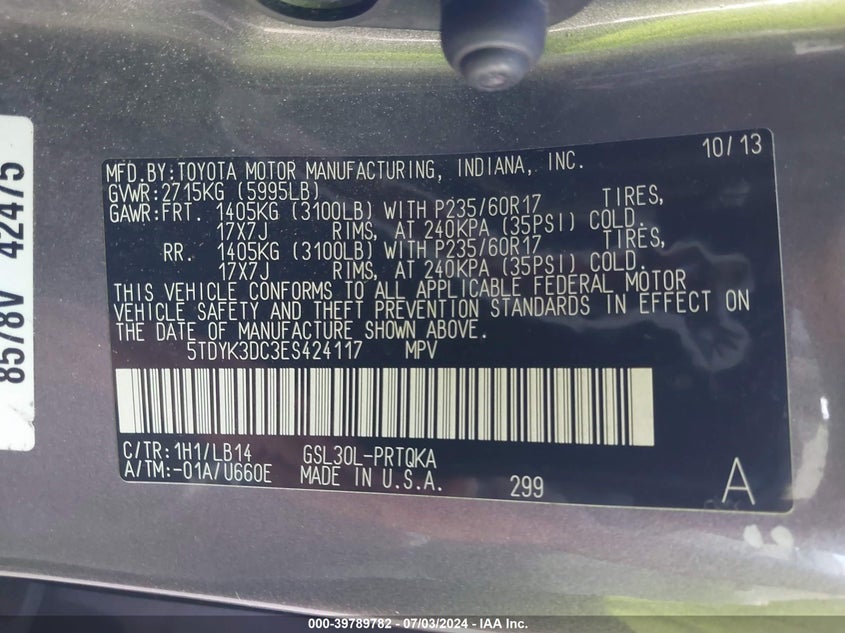 10/13
MFD.BY:TOYOTA MOTOR MANUFACTURING, INDIANA, INC.
GVWR:2715KG (5995LB)
GAWR:FRT. 1405KG (3100LB) WITH P235/60R17 TIRES,
17X7J RIMS, AT 240KPA (35PSI) COLD.
RR. 1405KG (3100LB) WITH P235/60R17 TIRES,
17X7J RIMS, AT 240KPA (35PSI) COLD.
THIS VEHICLE CONFORMS TO ALL APPLICABLE FEDERAL MOTOR
VEHICLE SAFETY AND THEFT PREVENTION STANDARDS IN EFFECT ON
THE DATE OF MANUFACTURE SHOWN ABOVE.
5TDYK3DC3ES424117 MPV
C/TR:1H1/LB14 GSL30L-PRTQKA
A/TM:-01A/U660E MADE IN U.S.A. 299 A
8578V 42475
000-39789782 - 07/03/2024 - IAA Inc.